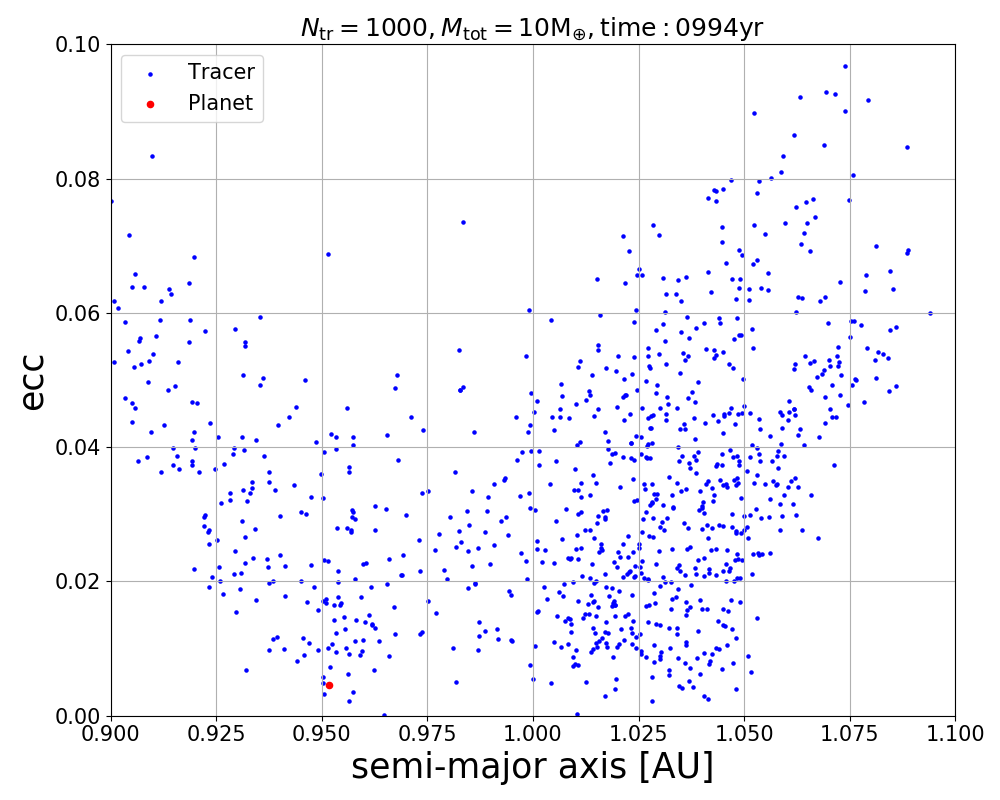 N_tr = 1000, M_tot = 10M_⊕, time : 0994yr
0.10
Tracer
Planet
0.08
0.06
ecc
0.04
0.02
0.00
0.900 0.925 0.950 0.975 1.000 1.025 1.050 1.075 1.100
semi-major axis [AU]